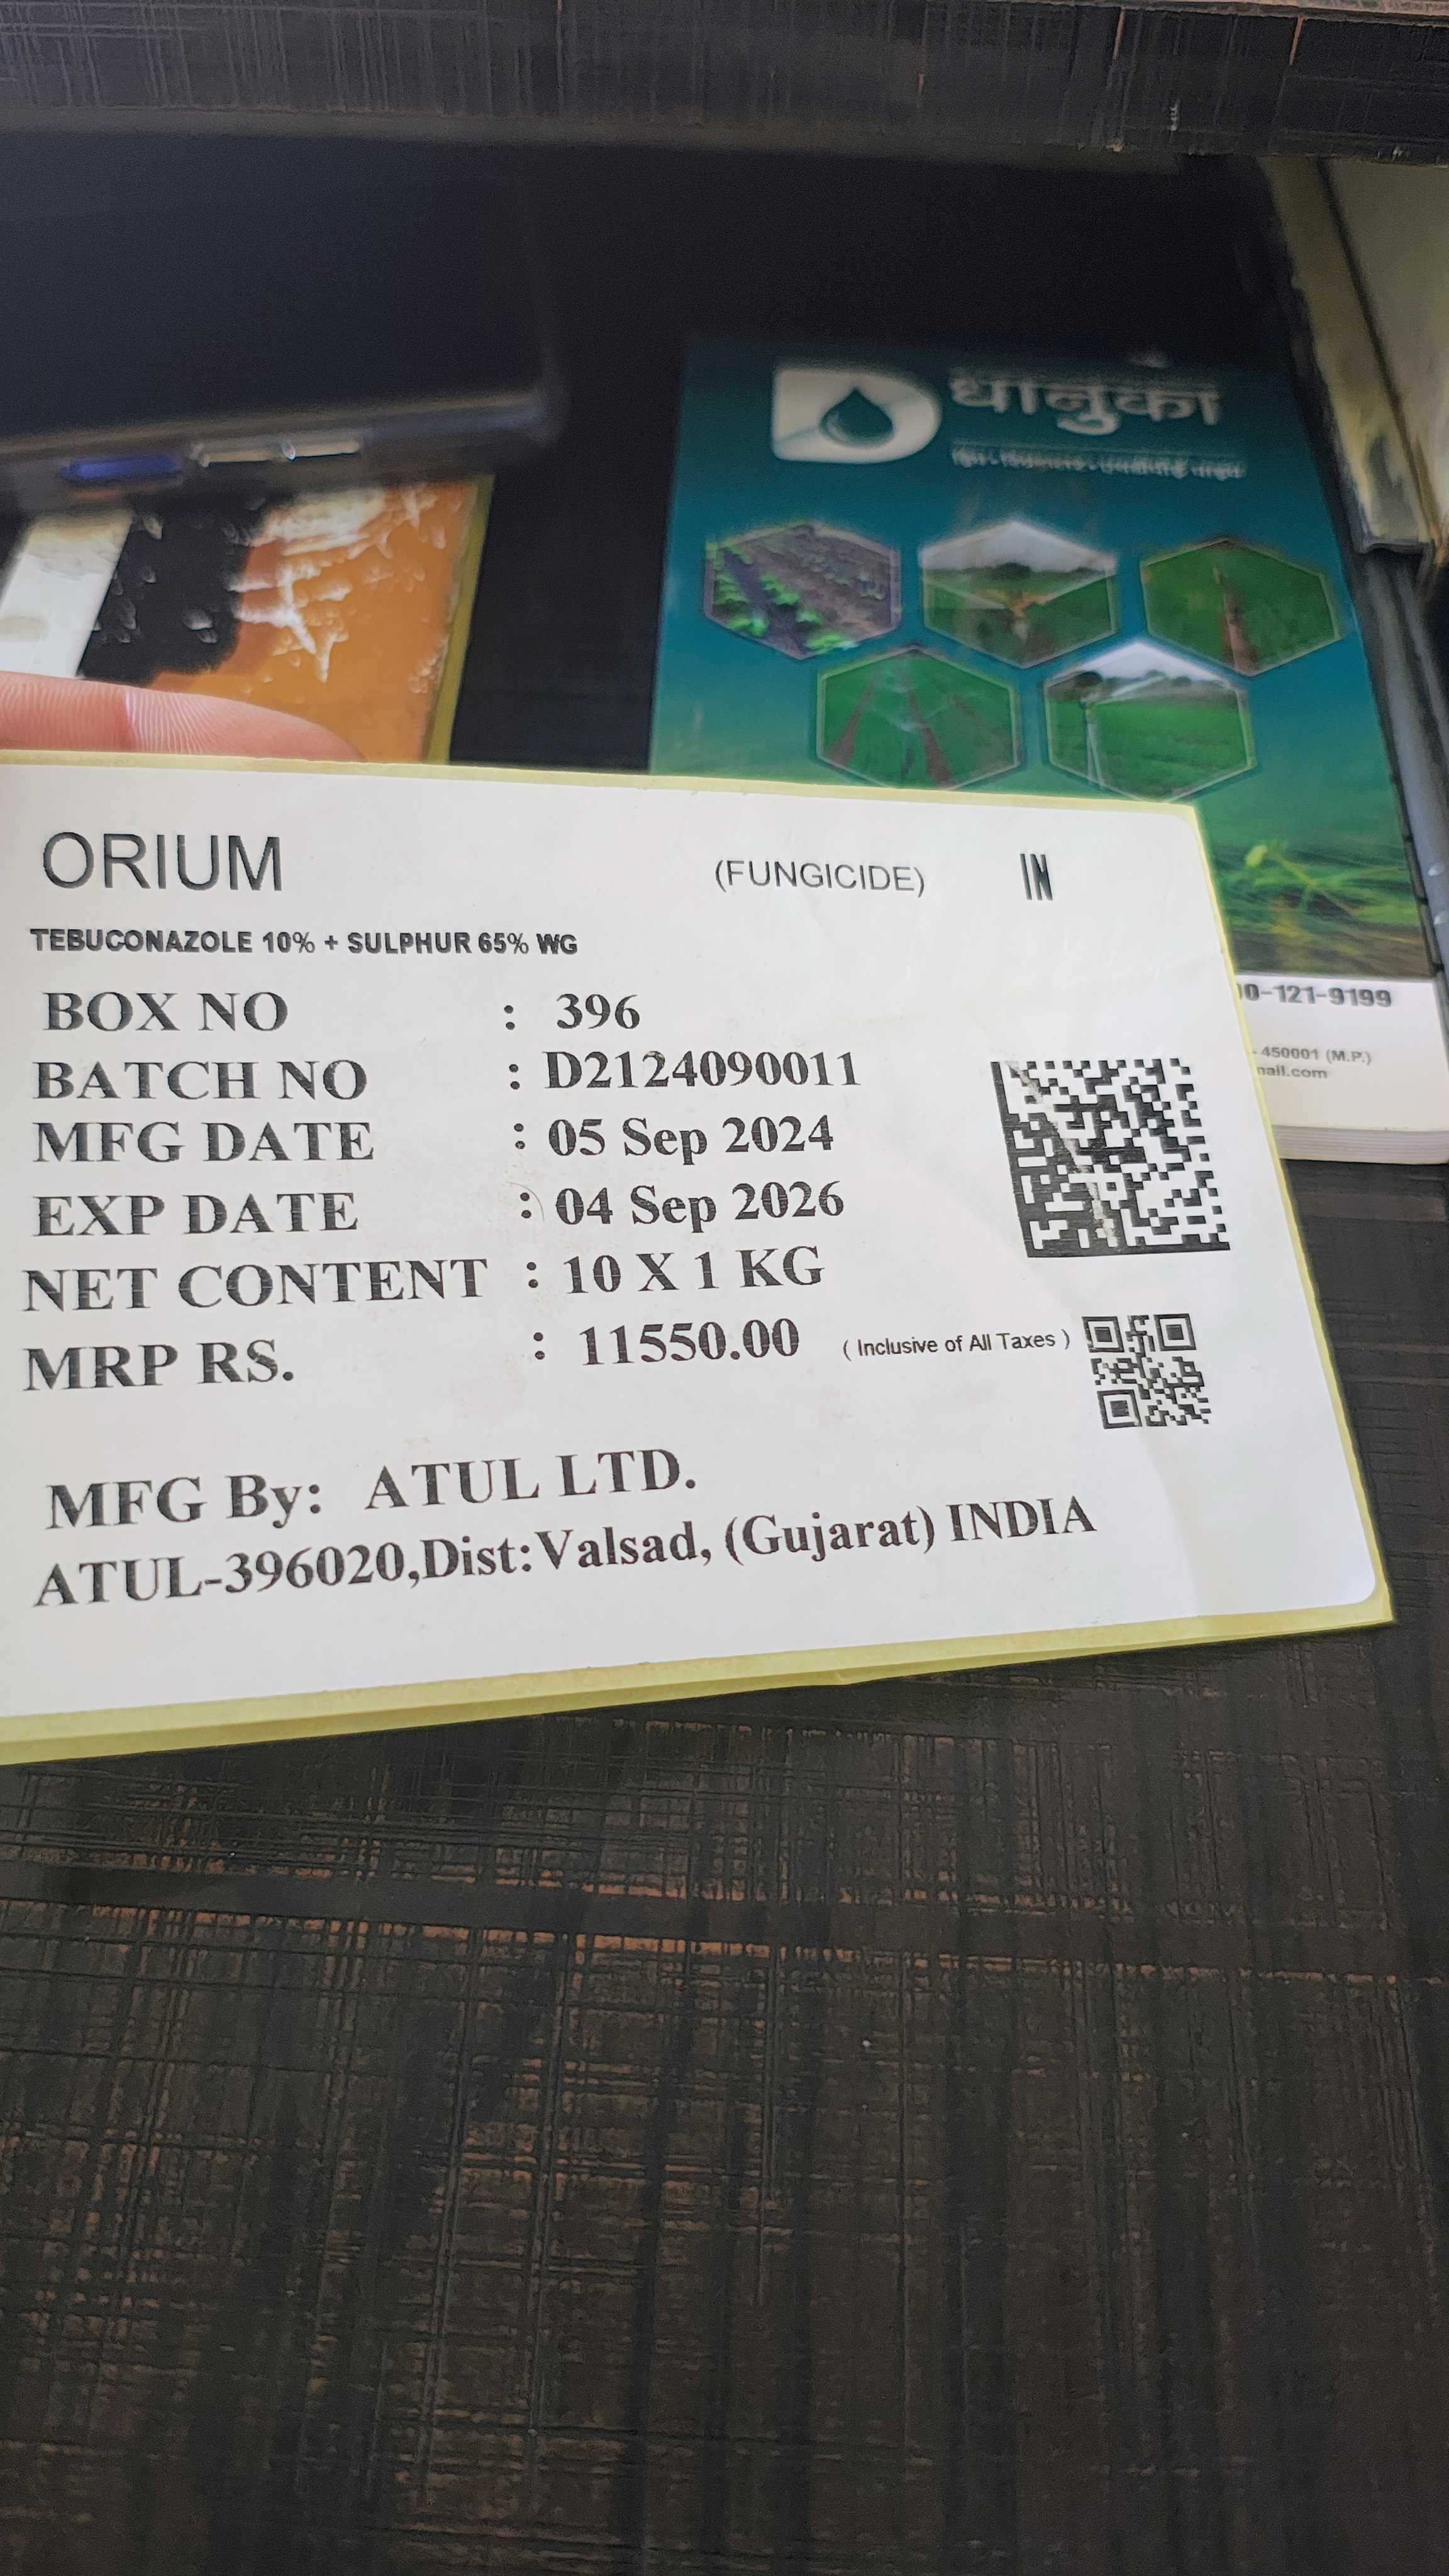 धानुका
ORIUM (FUNGICIDE) IN
TEBUCONAZOLE 10% + SULPHUR 65% WG
BOX NO : 396
BATCH NO : D2124090011
MFG DATE : 05 Sep 2024
EXP DATE : 04 Sep 2026
NET CONTENT : 10 X 1 KG
MRP RS. : 11550.00 ( Inclusive of All Taxes )
MFG By: ATUL LTD.
ATUL-396020,Dist:Valsad, (Gujarat) INDIA
0-121-9199
- 450001 (M.P.)
mail.com